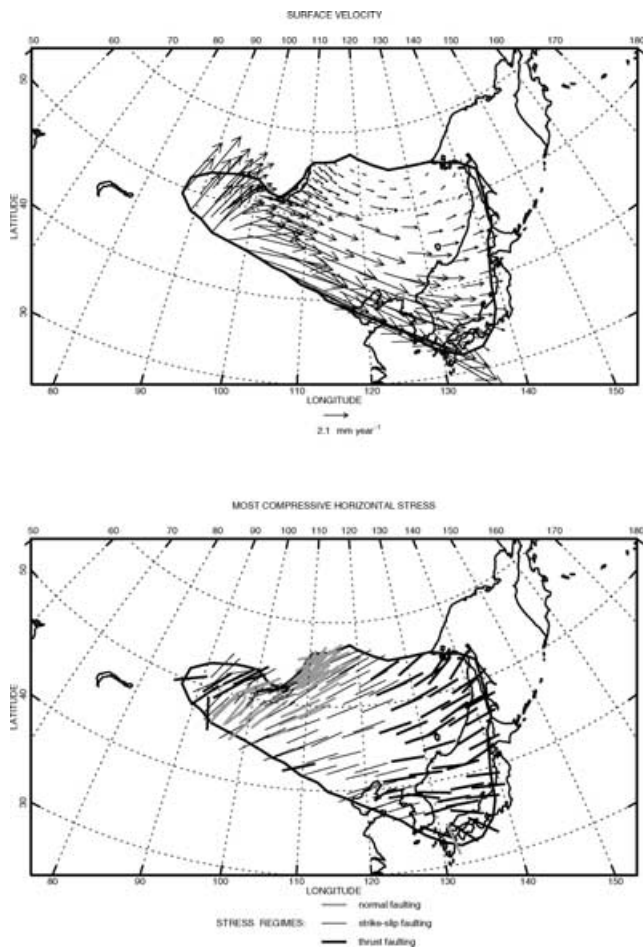 SURFACE VELOCITY
50 60 70 80 90 100 110 120 130 140 150 160 170 180
50
40
30
LATITUDE
80 90 100 110 120 130 140 150
LONGITUDE
2.1 mm year⁻¹
MOST COMPRESSIVE HORIZONTAL STRESS
50 60 70 80 90 100 110 120 130 140 150 160 170 180
50
40
30
LATITUDE
80 90 100 110 120 130 140 150
LONGITUDE
normal faulting
STRESS REGIMES: strike-slip faulting
thrust faulting